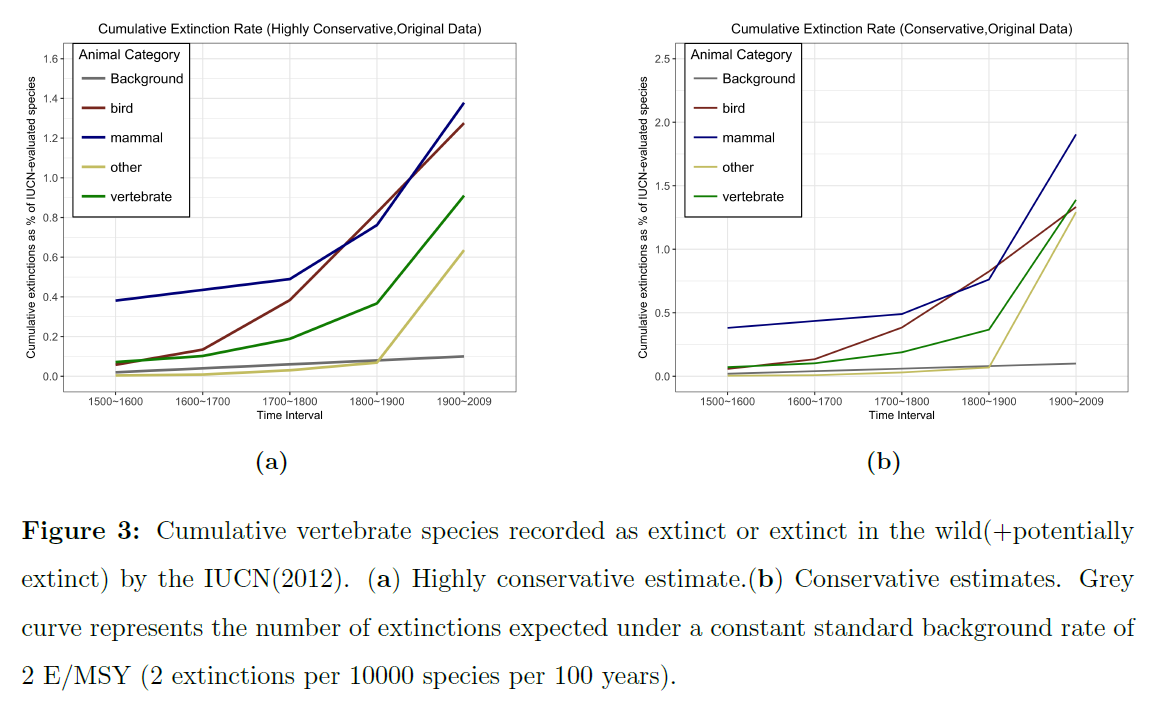 Cumulative Extinction Rate (Highly Conservative,Original Data)
Cumulative extinctions as % of IUCN-evaluated species
1.6
1.4
1.2
1.0
0.8
0.6
0.4
0.2
0.0
Animal Category
Background
bird
mammal
other
vertebrate
1500~1600 1600~1700 1700~1800 1800~1900 1900~2009
Time Interval
(a)
Cumulative Extinction Rate (Conservative,Original Data)
Cumulative extinctions as % of IUCN-evaluated species
2.5
2.0
1.5
1.0
0.5
0.0
Animal Category
Background
bird
mammal
other
vertebrate
1500~1600 1600~1700 1700~1800 1800~1900 1900~2009
Time Interval
(b)
Figure 3: Cumulative vertebrate species recorded as extinct or extinct in the wild(+potentially
extinct) by the IUCN(2012). (a) Highly conservative estimate.(b) Conservative estimates. Grey
curve represents the number of extinctions expected under a constant standard background rate of
2 E/MSY (2 extinctions per 10000 species per 100 years).